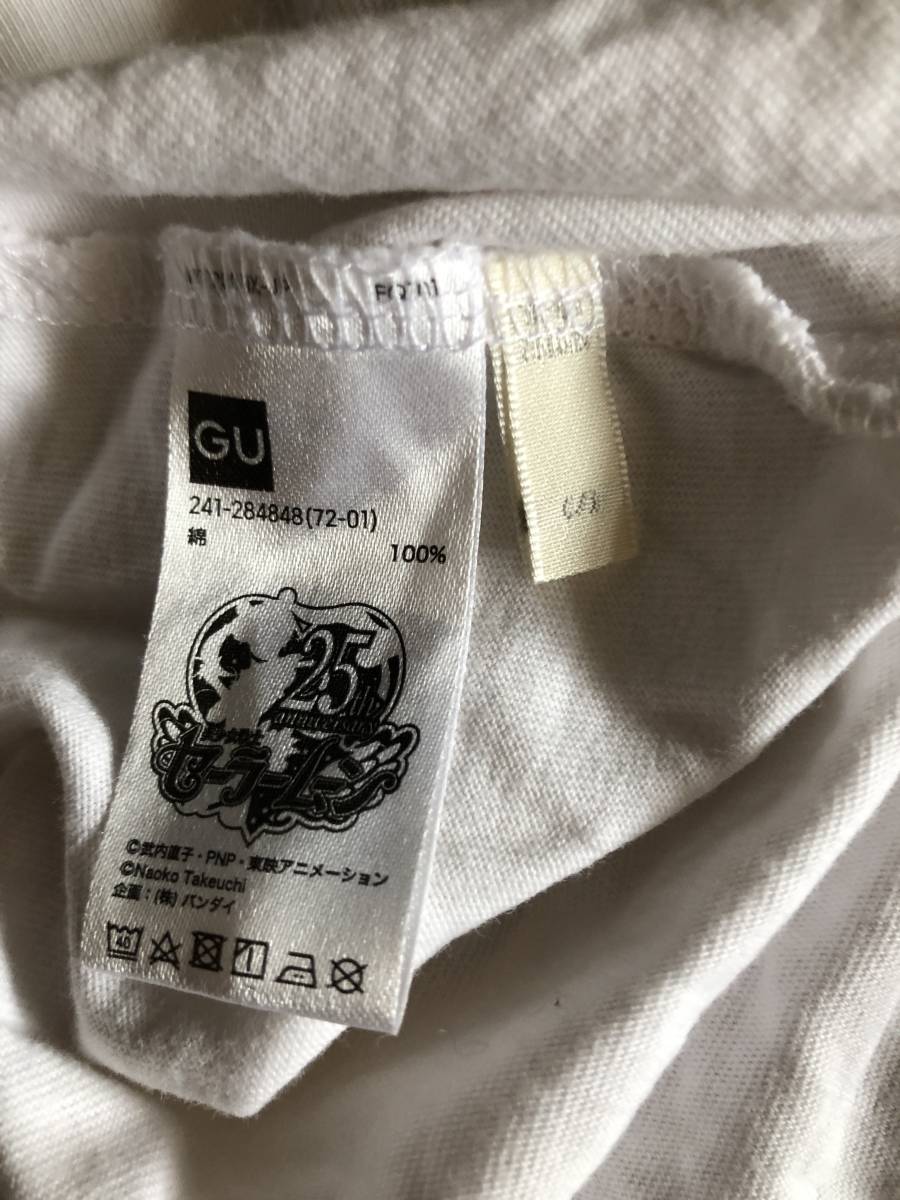 GU
241-284848(72-01)
綿 100%
25th
anniversary
セーラームーン
©武内直子・PNP・東映アニメーション
©Naoko Takeuchi
企画：(株)バンダイ
40